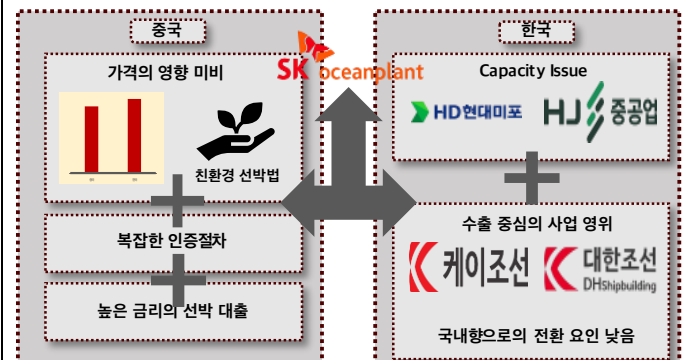 중국
가격의 영향 미비
친환경 선박법
복잡한 인증절차
높은 금리의 선박 대출
SK oceanplant
한국
Capacity Issue
HD현대미포
HJ중공업
수출 중심의 사업 영위
케이조선
대한조선
DHShipbuilding
국내향으로의 전환 요인 낮음